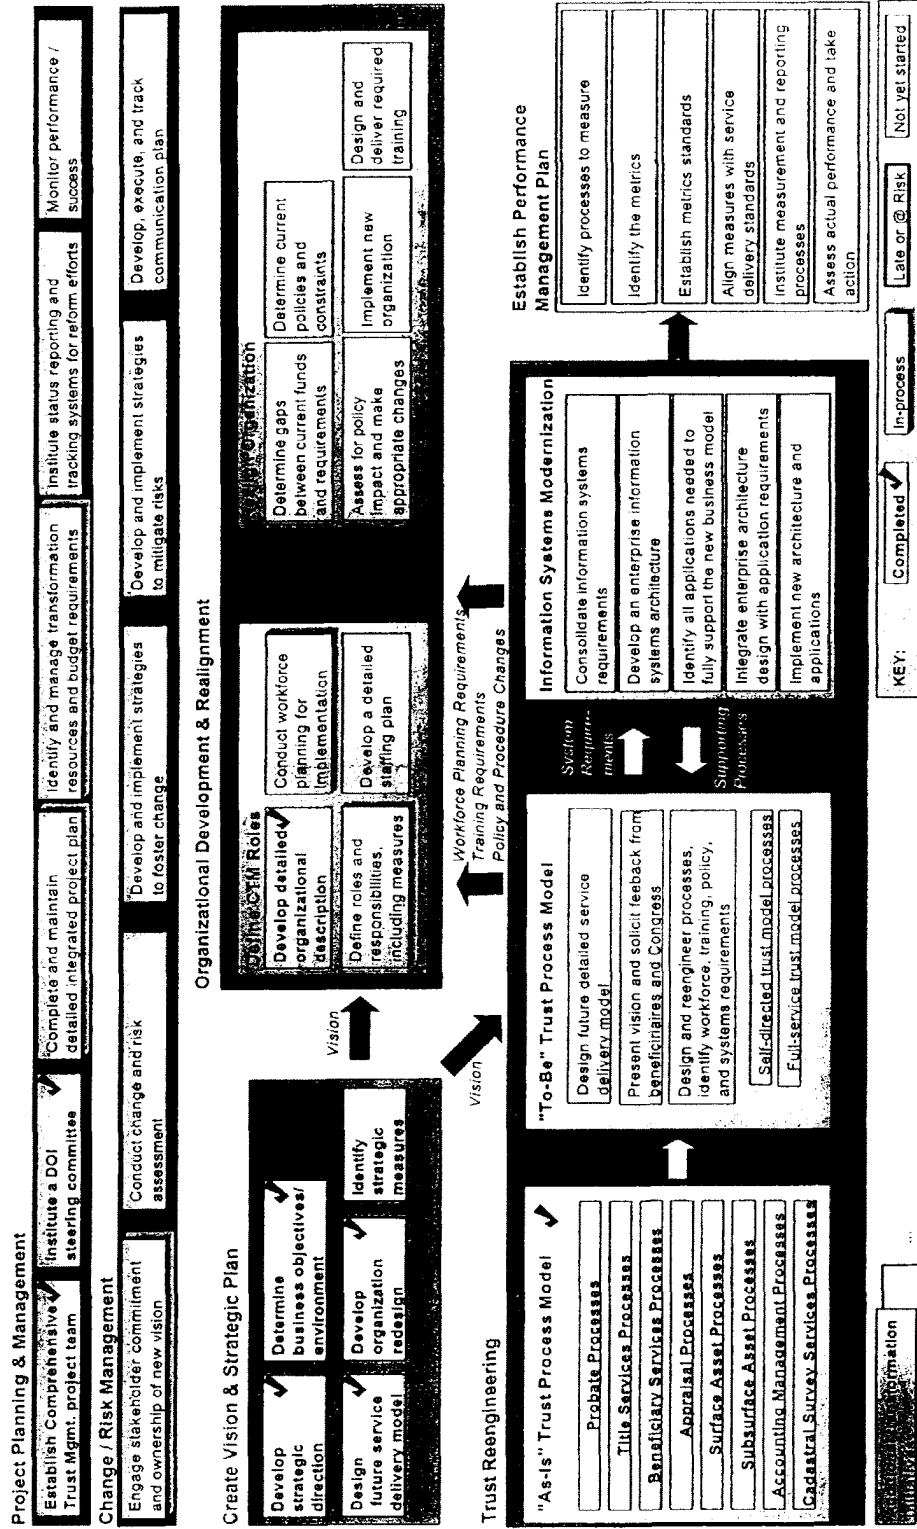 Project Planning & Management
Establish Comprehensive
Trust Mgmt. project team
Institute a DOI
steering committee
Complete and maintain
detailed integrated project plan
Identify and manage transformation
resources and budget requirements
Institute status reporting and
tracking systems for reform efforts
Monitor performance /
success
Change / Risk Management
Engage stakeholder commitment
and ownership of new vision
Conduct change and risk
assessment
Develop and implement strategies
to foster change
Develop and implement strategies
to mitigate risks
Develop, execute, and track
communication plan
Create Vision & Strategic Plan
Develop
strategic
direction
Determine
business objectives/
environment
Design
future service
delivery model
Develop
organization
redesign
Identify
strategic
measures
Vision
Vision
Organizational Development & Realignment
Define CTM Roles
Develop detailed
organizational
description
Conduct workforce
planning for
Implementation
Define roles and
responsibilities,
including measures
Develop a detailed
staffing plan
Organization
Determine gaps
between current funds
and requirements
Determine current
policies and
constraints
Assess for policy
Impact and make
appropriate changes
Implement new
organization
Design and
deliver required
training
Workforce Planning Requirements
Training Requirements
Policy and Procedure Changes
Trust Reengineering
"As-Is" Trust Process Model
Probate Processes
Title Services Processes
Beneficiary Services Processes
Appraisal Processes
Surface Asset Processes
Subsurface Asset Processes
Accounting Management Processes
Cadastral Survey Services Processes
"To-Be" Trust Process Model
Design future detailed service
delivery model
Present vision and solicit feeback from
beneficiriaires and Congress
Design and reengineer processes,
identify workforce, training, policy,
and systems requirements
Self-directed trust model processes
Full-service trust model processes
System
Require-
ments
Supporting
Processes
Information Systems Modernization
Consolidate information systems
requirements
Develop an enterprise information
systems architecture
Identify all applications needed to
fully support the new business model
Integrate enterprise architecture
design with application requirements
Implement new architecture and
applications
Establish Performance
Management Plan
Identify processes to measure
Identify the metrics
Establish metrics standards
Align measures with service
delivery standards
Institute measurement and reporting
processes
Assess actual performance and take
action
KEY:
Completed
In-process
Late or @ Risk
Not yet started